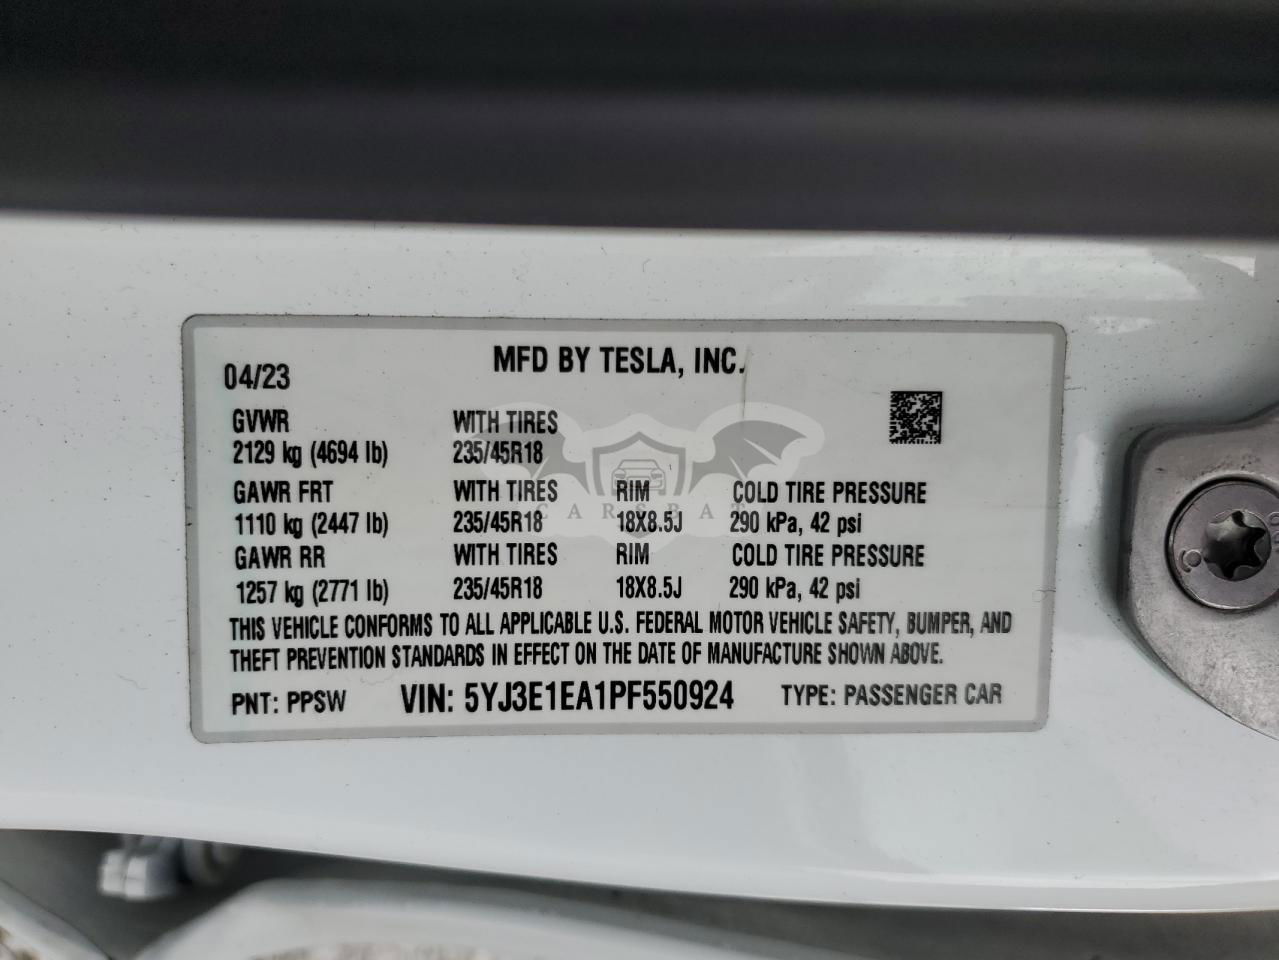 MFD BY TESLA, INC.
04/23
GVWR WITH TIRES
2129 kg (4694 lb) 235/45R18
GAWR FRT WITH TIRES RIM COLD TIRE PRESSURE
1110 kg (2447 lb) 235/45R18 18X8.5J 290 kPa, 42 psi
GAWR RR WITH TIRES RIM COLD TIRE PRESSURE
1257 kg (2771 lb) 235/45R18 18X8.5J 290 kPa, 42 psi
THIS VEHICLE CONFORMS TO ALL APPLICABLE U.S. FEDERAL MOTOR VEHICLE SAFETY, BUMPER, AND
THEFT PREVENTION STANDARDS IN EFFECT ON THE DATE OF MANUFACTURE SHOWN ABOVE.
PNT: PPSW VIN: 5YJ3E1EA1PF550924 TYPE: PASSENGER CAR
CARSBAT